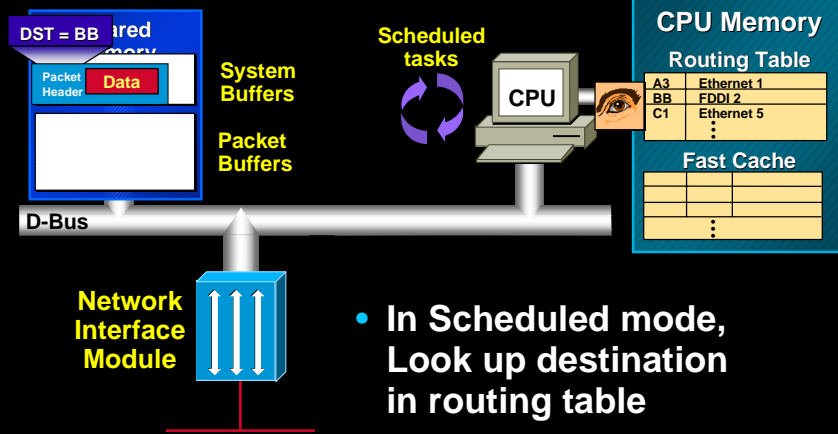 DST = BB
ared
Packet
Header
Data
System
Buffers
Packet
Buffers
Scheduled
tasks
CPU
CPU Memory
Routing Table
A3 Ethernet 1
BB FDDI 2
C1 Ethernet 5
Fast Cache
D-Bus
Network
Interface
Module
• In Scheduled mode,
Look up destination
in routing table